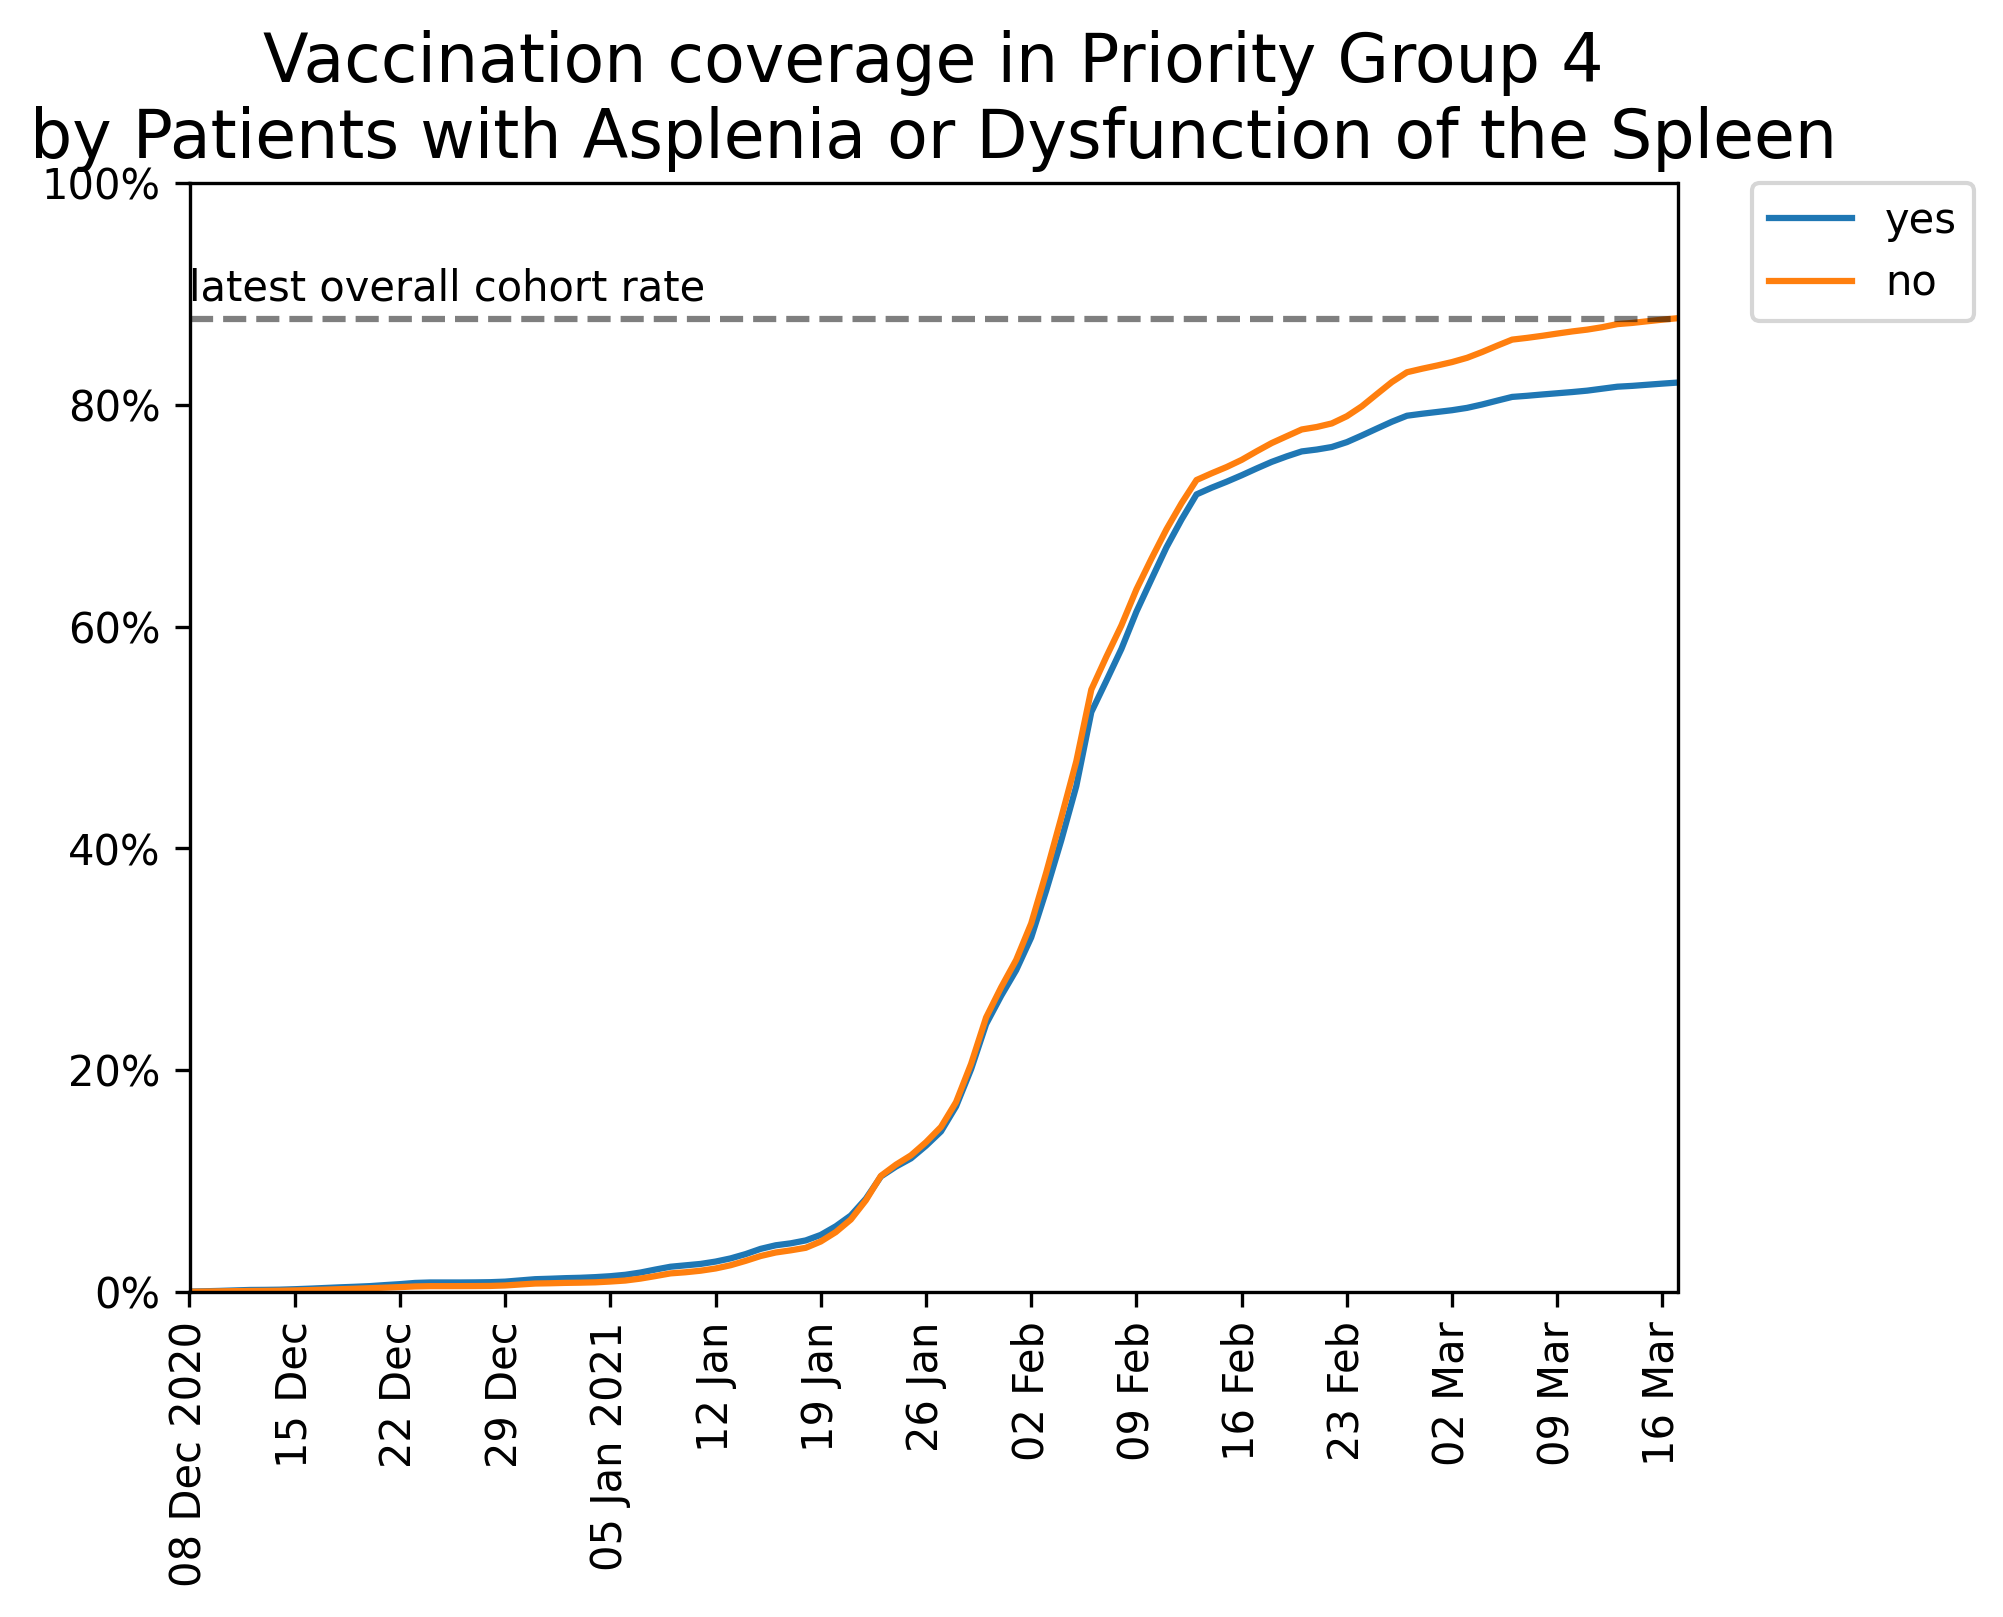 Vaccination coverage in Priority Group 4
by Patients with Asplenia or Dysfunction of the Spleen
100%
80%
60%
40%
20%
0%
latest overall cohort rate
yes
no
08 Dec 2020
15 Dec
22 Dec
29 Dec
05 Jan 2021
12 Jan
19 Jan
26 Jan
02 Feb
09 Feb
16 Feb
23 Feb
02 Mar
09 Mar
16 Mar